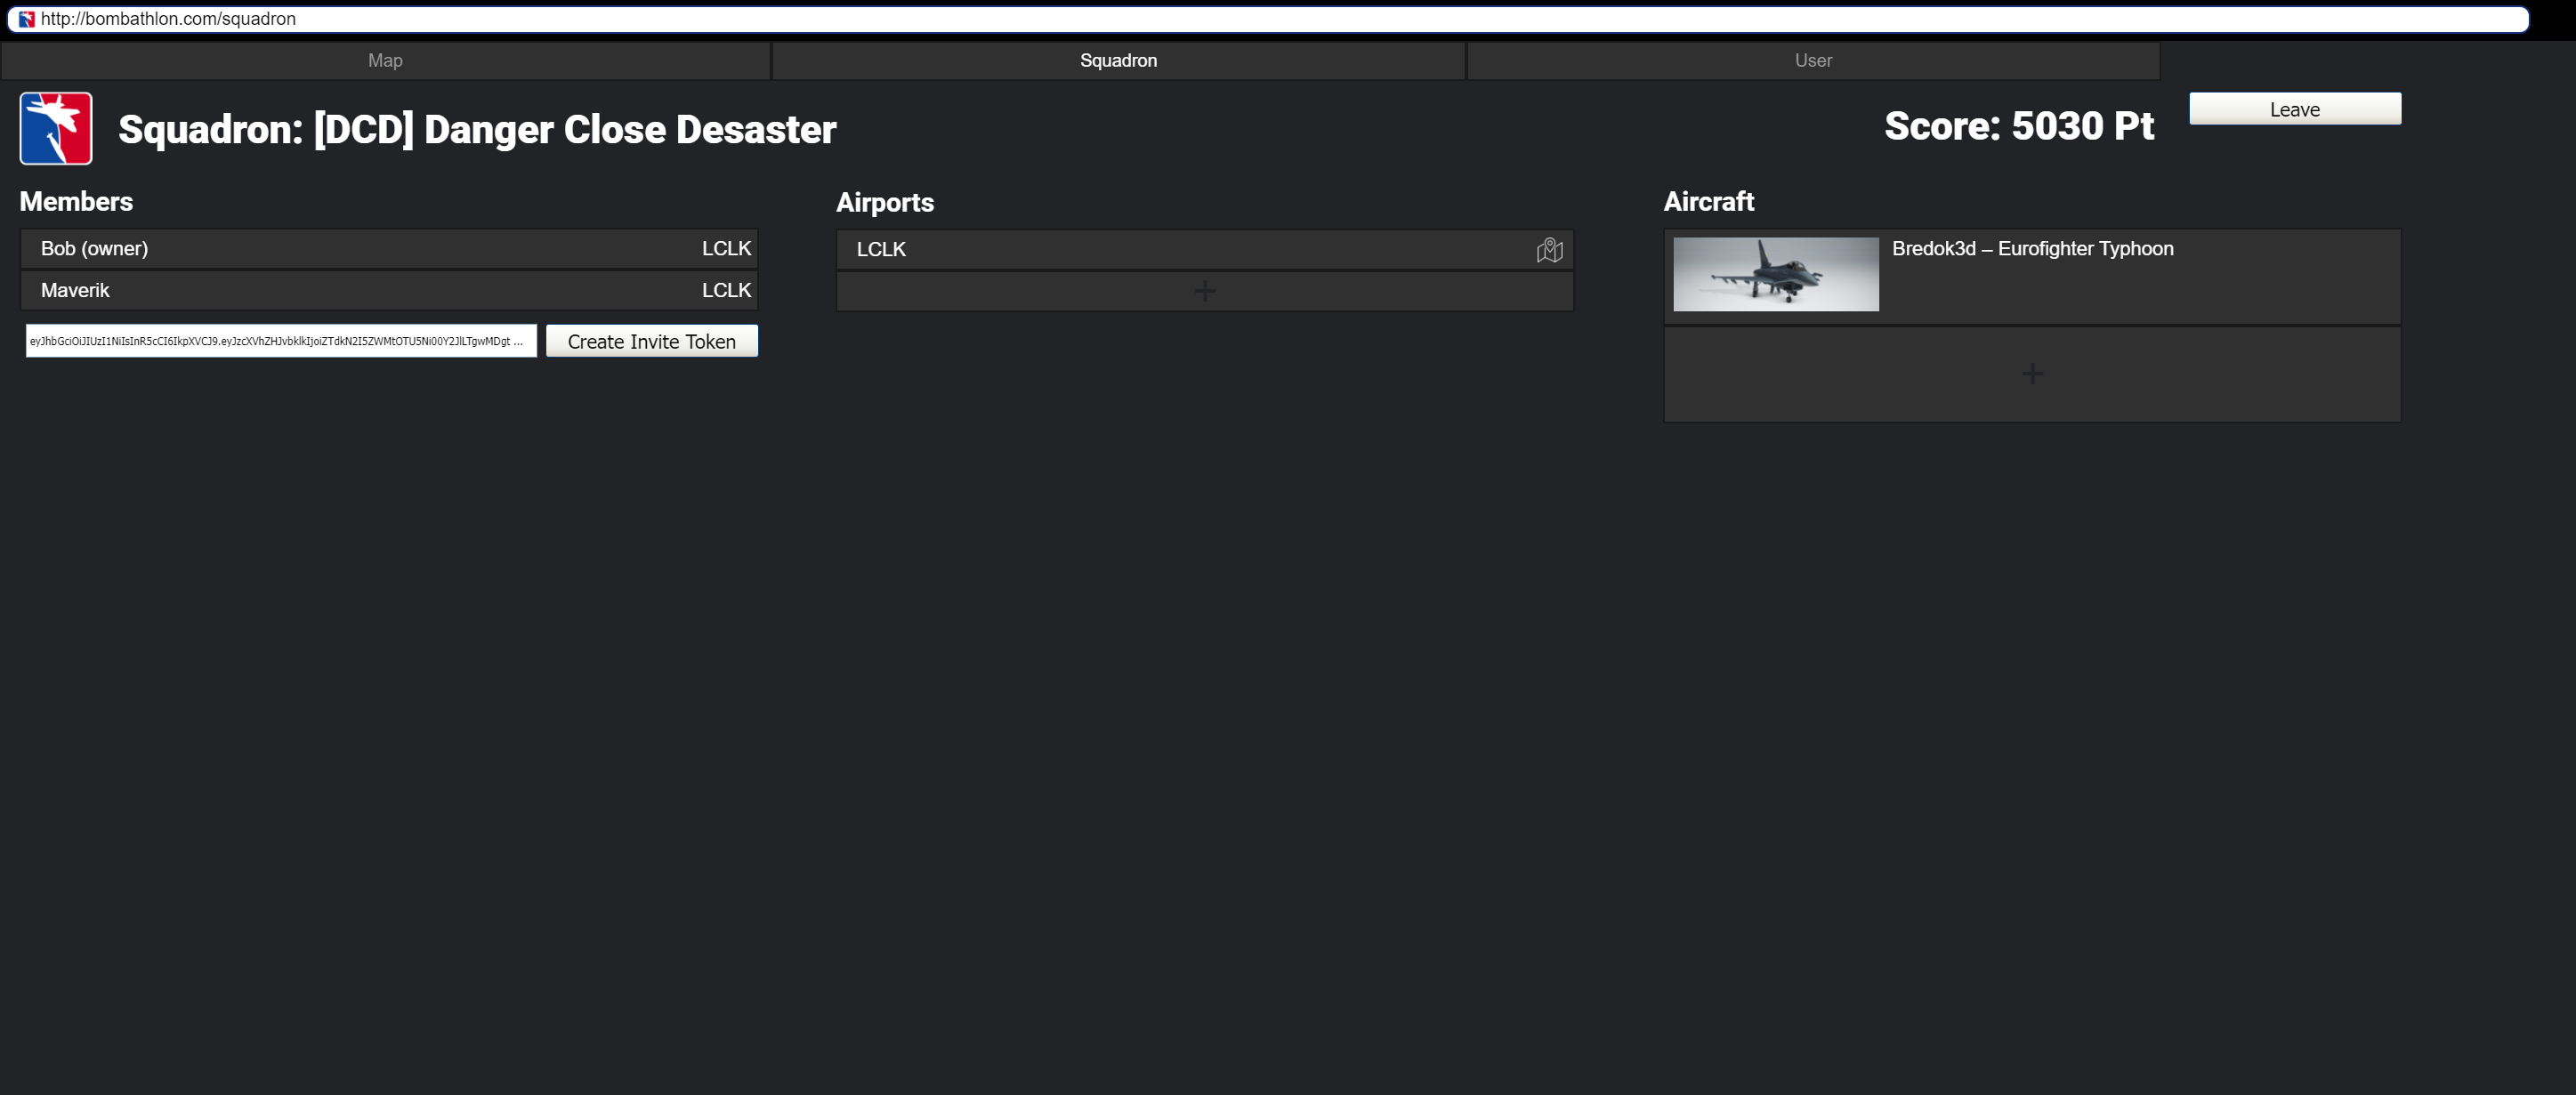 http://bombathlon.com/squadron
Map Squadron User
Squadron: [DCD] Danger Close Desaster
Score: 5030 Pt
Leave
Members
Bob (owner) LCLK
Maverik LCLK
eyJhbGciOiJIUzI1NiIsInR5cCI6IkpXVCJ9.eyJzcXVhZHJvbklkIjoiZTdkN2I5ZWMtOTU5Ni00Y2JlLTgwMDgt ...
Create Invite Token
Airports
LCLK
+
Aircraft
Bredok3d – Eurofighter Typhoon
+